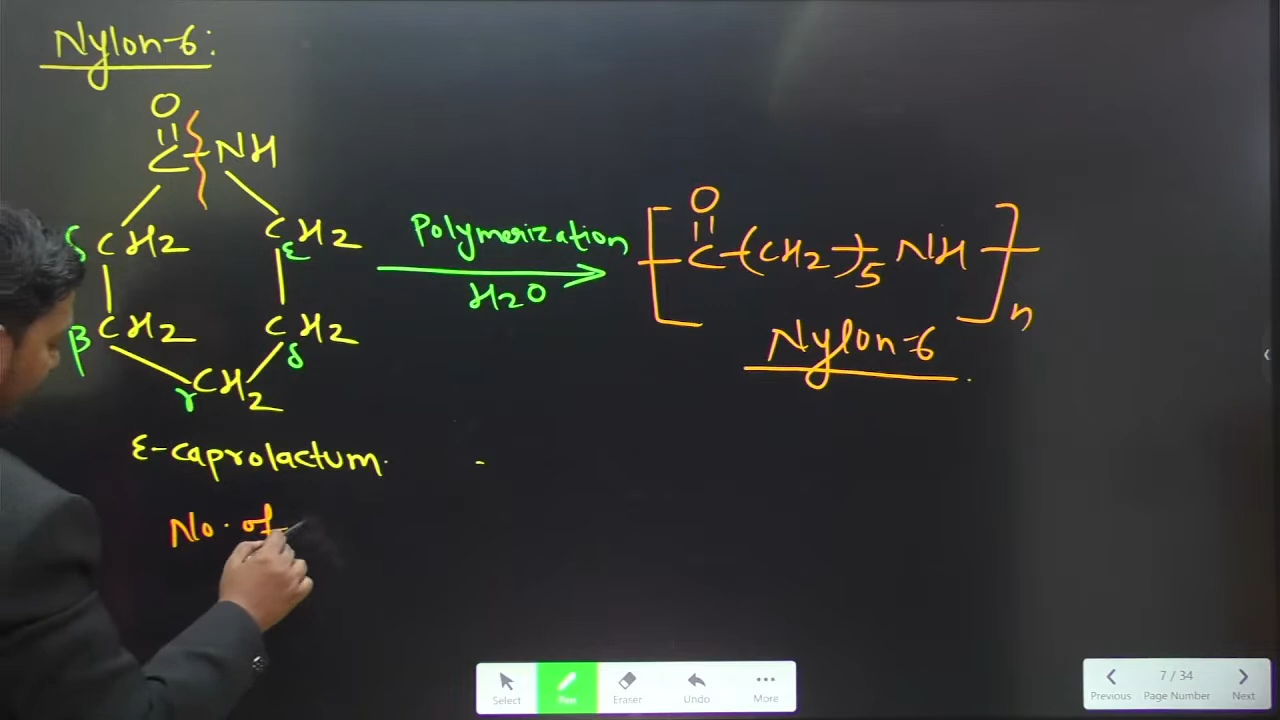 Nylon-6:
O
C NH
δ CH2 CH2 ε
β CH2 CH2 δ
γ CH2
ε-caprolactum.
No. of
Polymerization
H2O
O
[ C-(CH2)5 NH ]n
Nylon-6
Select
Pen
Eraser
Undo
More
7 / 34
Previous
Page Number
Next